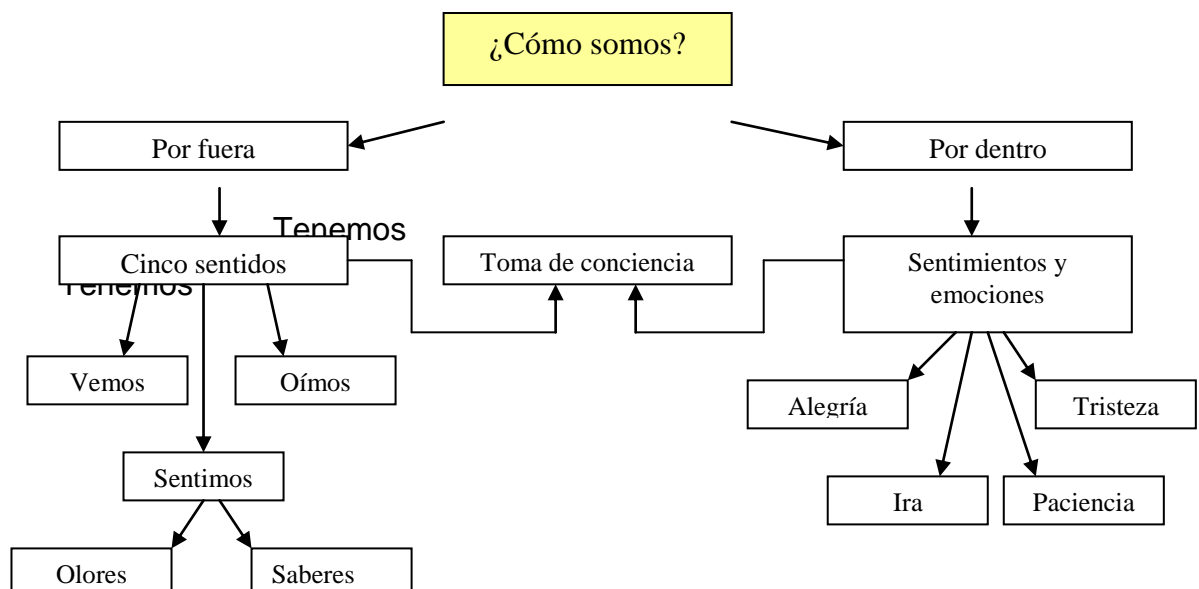 ¿Cómo somos?
Por fuera
Por dentro
Tenemos
Cinco sentidos
Toma de conciencia
Sentimientos y
emociones
Tenemos
Vemos
Oímos
Alegría
Tristeza
Sentimos
Ira
Paciencia
Olores
Saberes